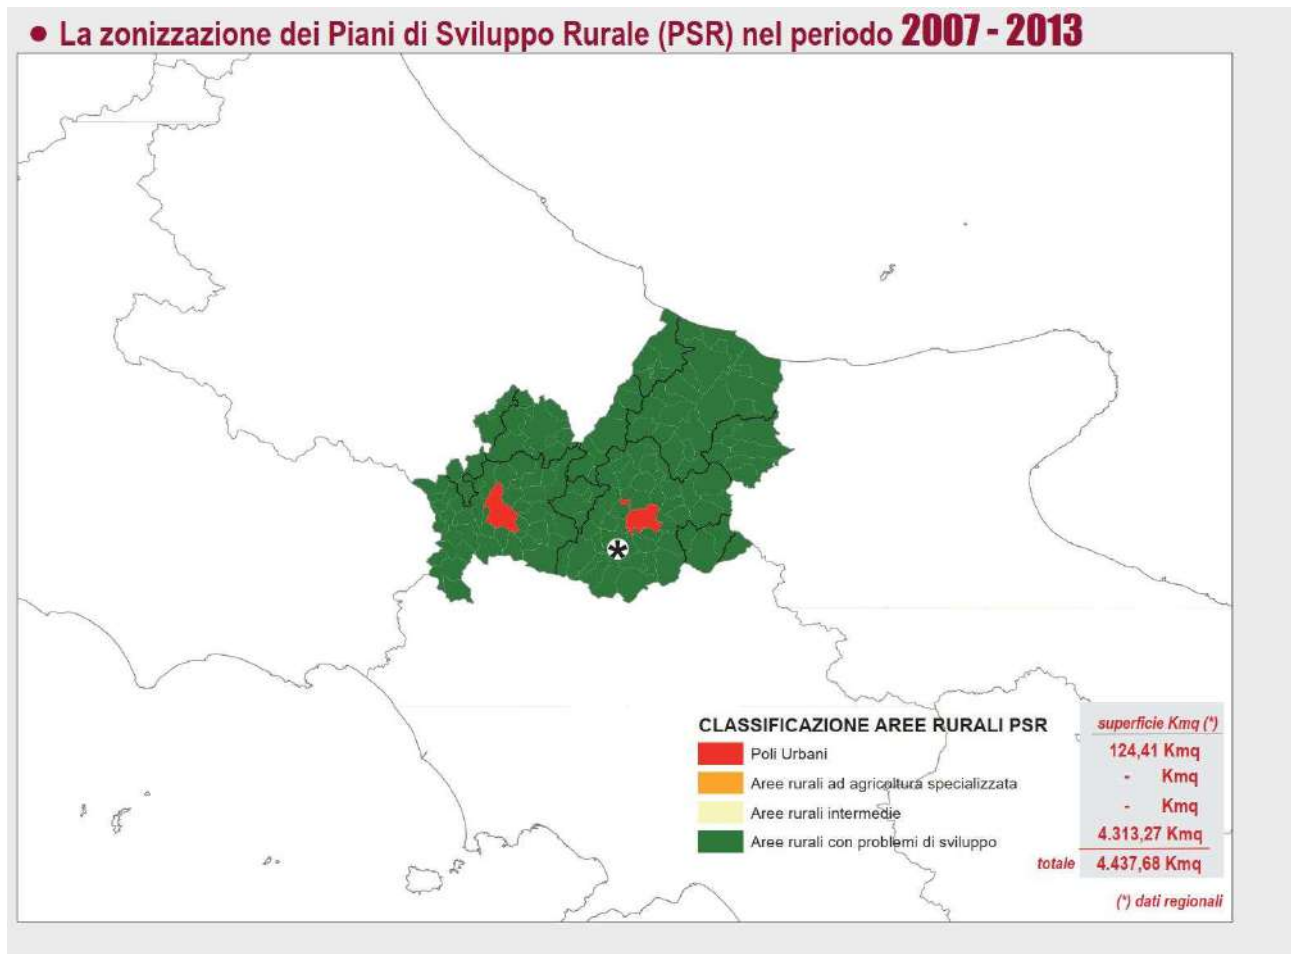 • La zonizzazione dei Piani di Sviluppo Rurale (PSR) nel periodo 2007 - 2013
*
CLASSIFICAZIONE AREE RURALI PSR
superficie Kmq (*)
Poli Urbani
124,41 Kmq
Aree rurali ad agricoltura specializzata
- Kmq
Aree rurali intermedie
- Kmq
Aree rurali con problemi di sviluppo
4.313,27 Kmq
totale 4.437,68 Kmq
(*) dati regionali